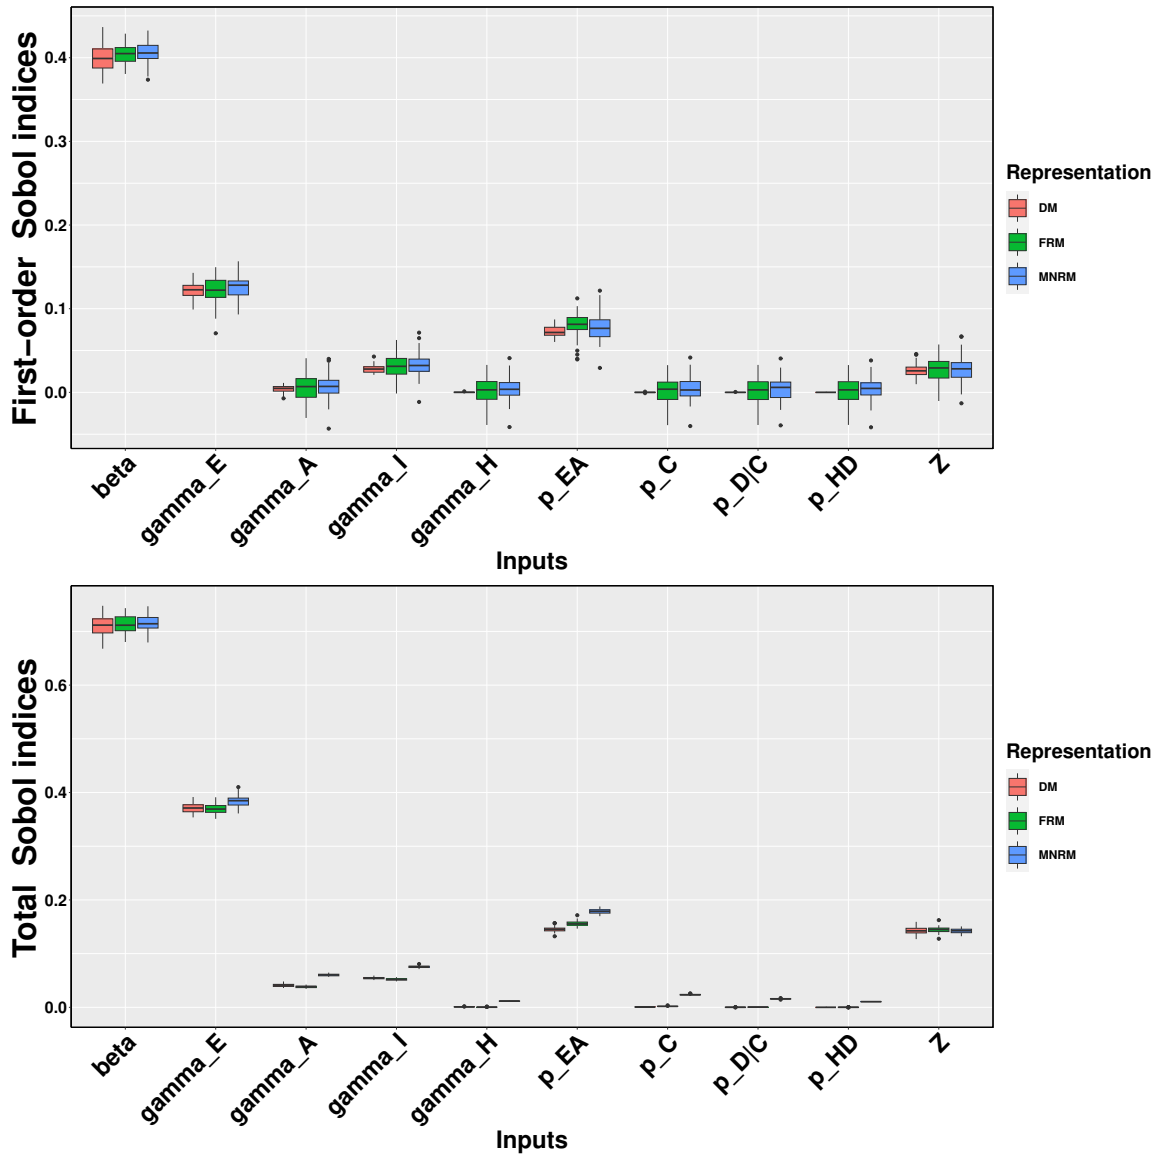 First-order Sobol indices
0.4
0.3
0.2
0.1
0.0
beta
gamma_E
gamma_A
gamma_I
gamma_H
p_EA
p_C
p_D|C
p_HD
Z
Inputs
Representation
DM
FRM
MNRM
Total Sobol indices
0.6
0.4
0.2
0.0
beta
gamma_E
gamma_A
gamma_I
gamma_H
p_EA
p_C
p_D|C
p_HD
Z
Inputs
Representation
DM
FRM
MNRM